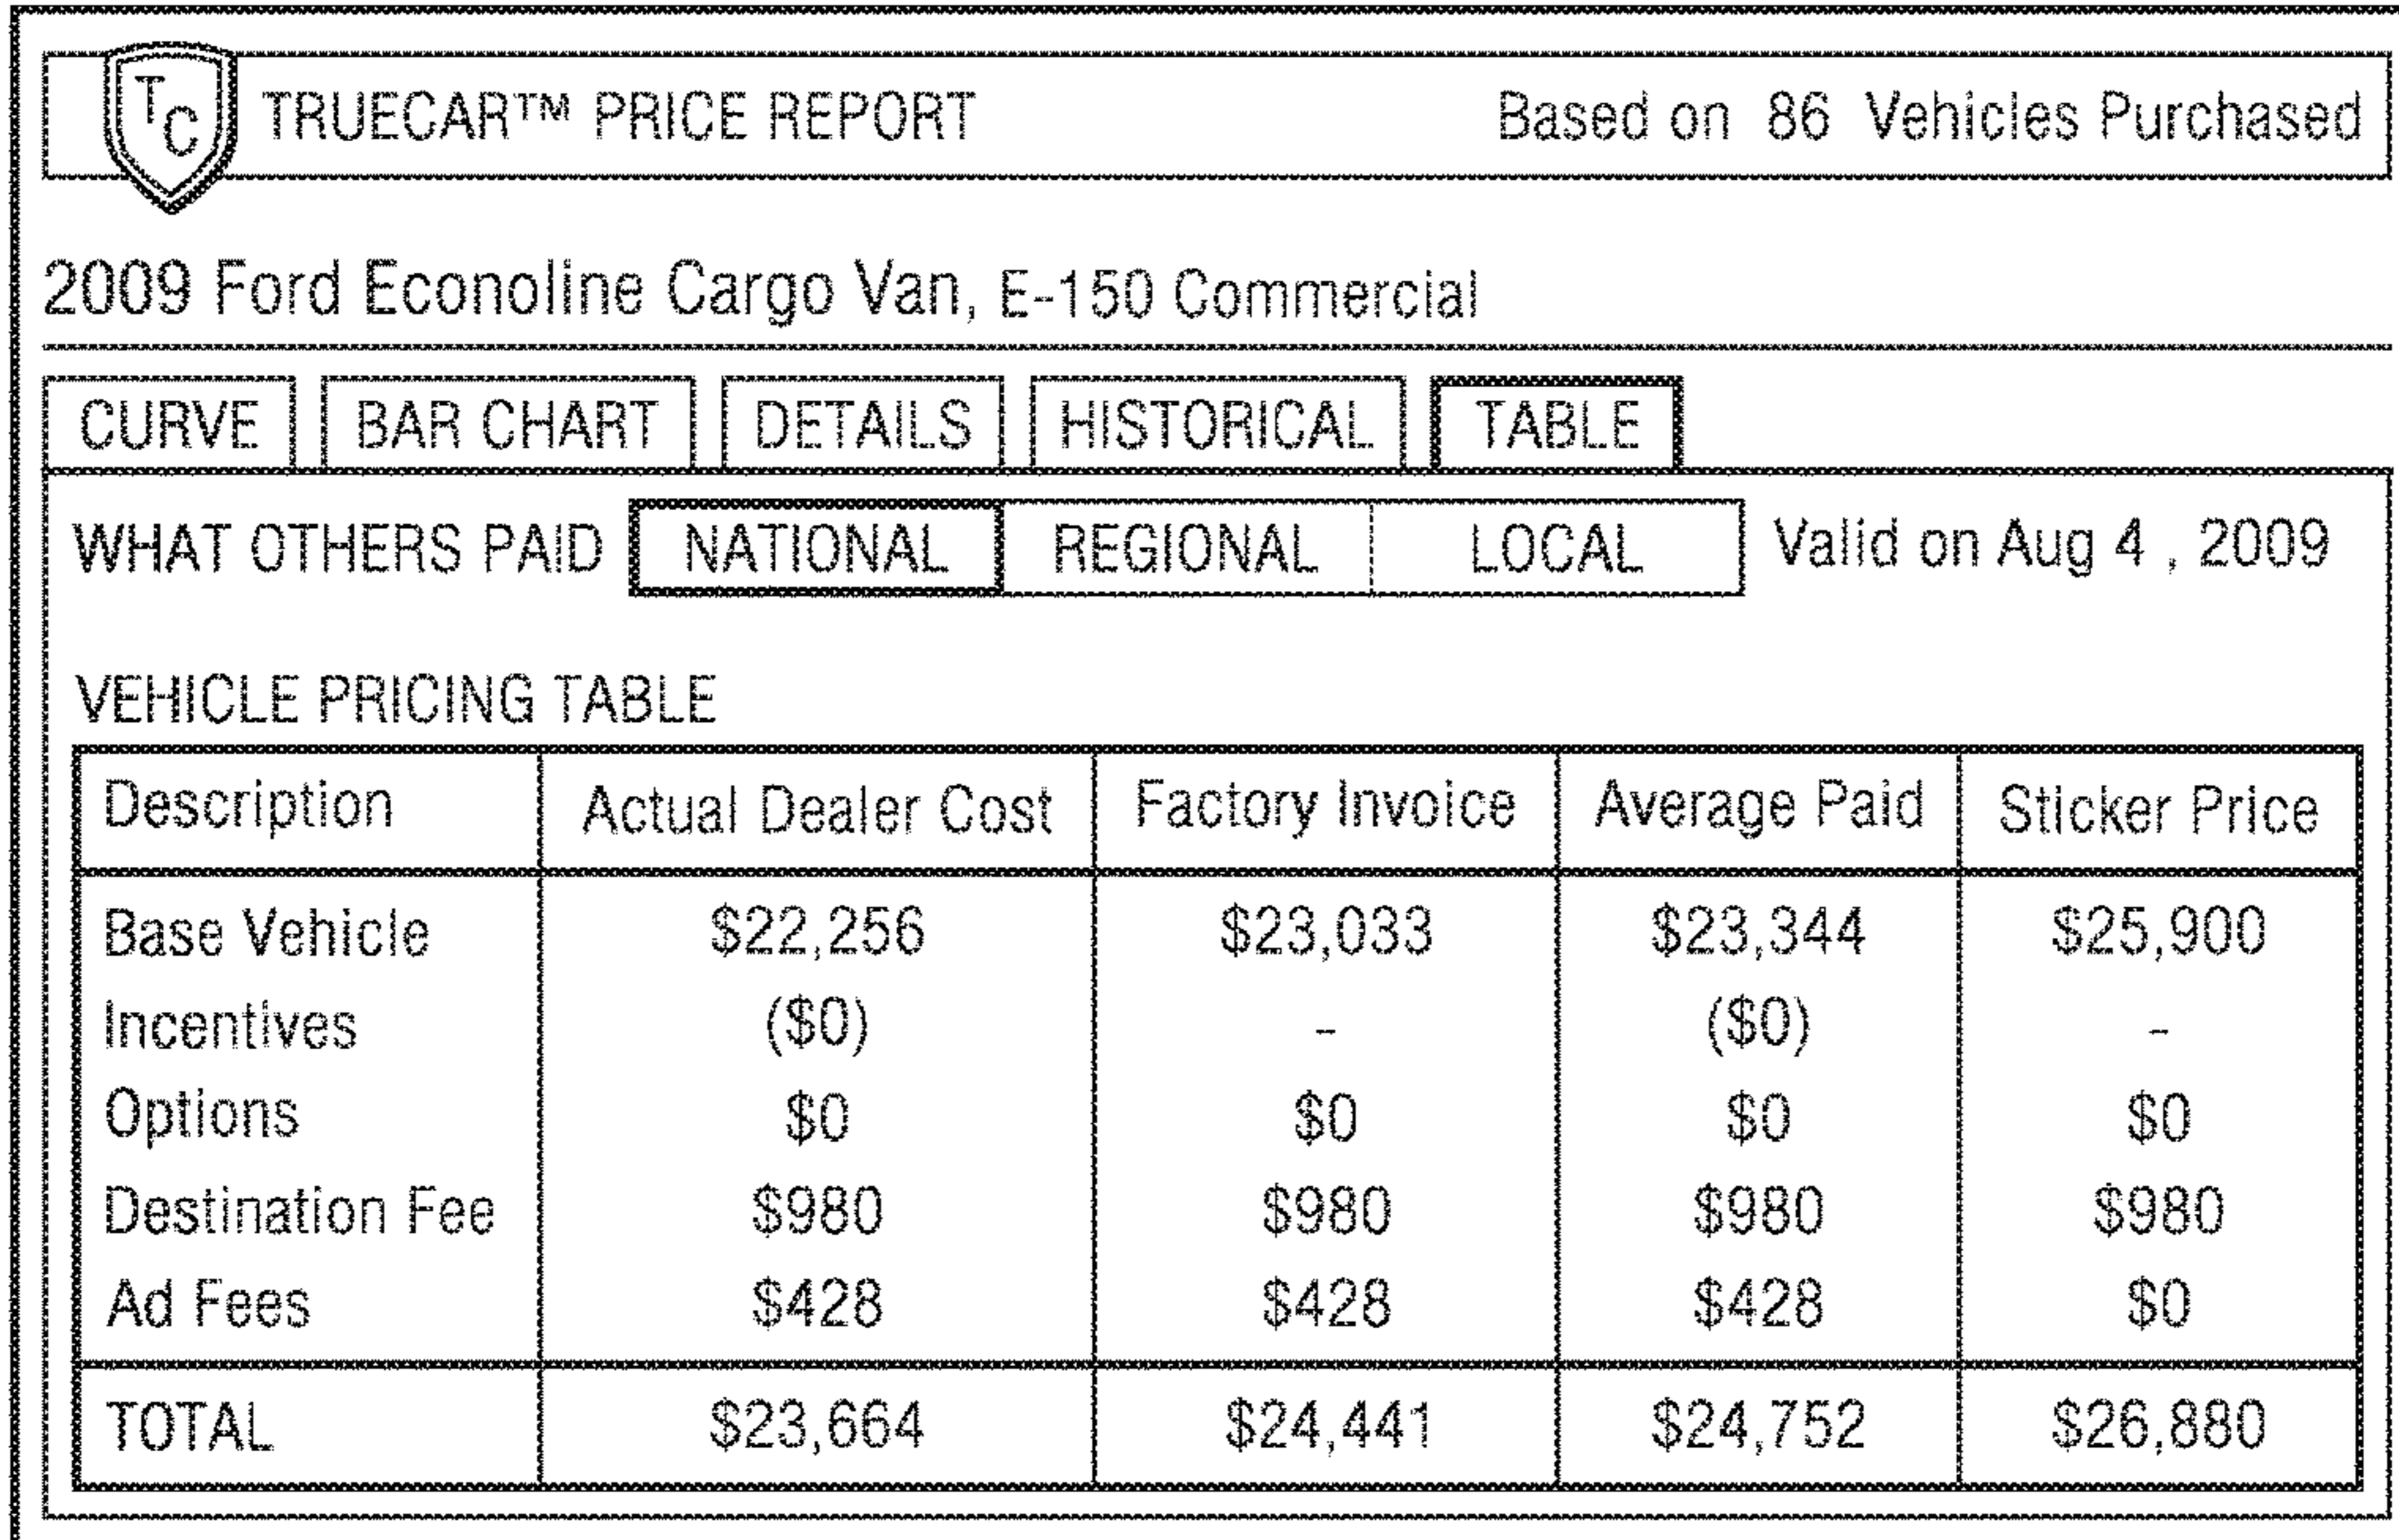 TC TRUECAR™ PRICE REPORT Based on 86 Vehicles Purchased
2009 Ford Econoline Cargo Van, E-150 Commercial
CURVE BAR CHART DETAILS HISTORICAL TABLE
WHAT OTHERS PAID NATIONAL REGIONAL LOCAL Valid on Aug 4 , 2009
VEHICLE PRICING TABLE
Description Actual Dealer Cost Factory Invoice Average Paid Sticker Price
Base Vehicle $22,256 $23,033 $23,344 $25,900
Incentives ($0) - ($0) -
Options $0 $0 $0 $0
Destination Fee $980 $980 $980 $980
Ad Fees $428 $428 $428 $0
TOTAL $23,664 $24,441 $24,752 $26,880